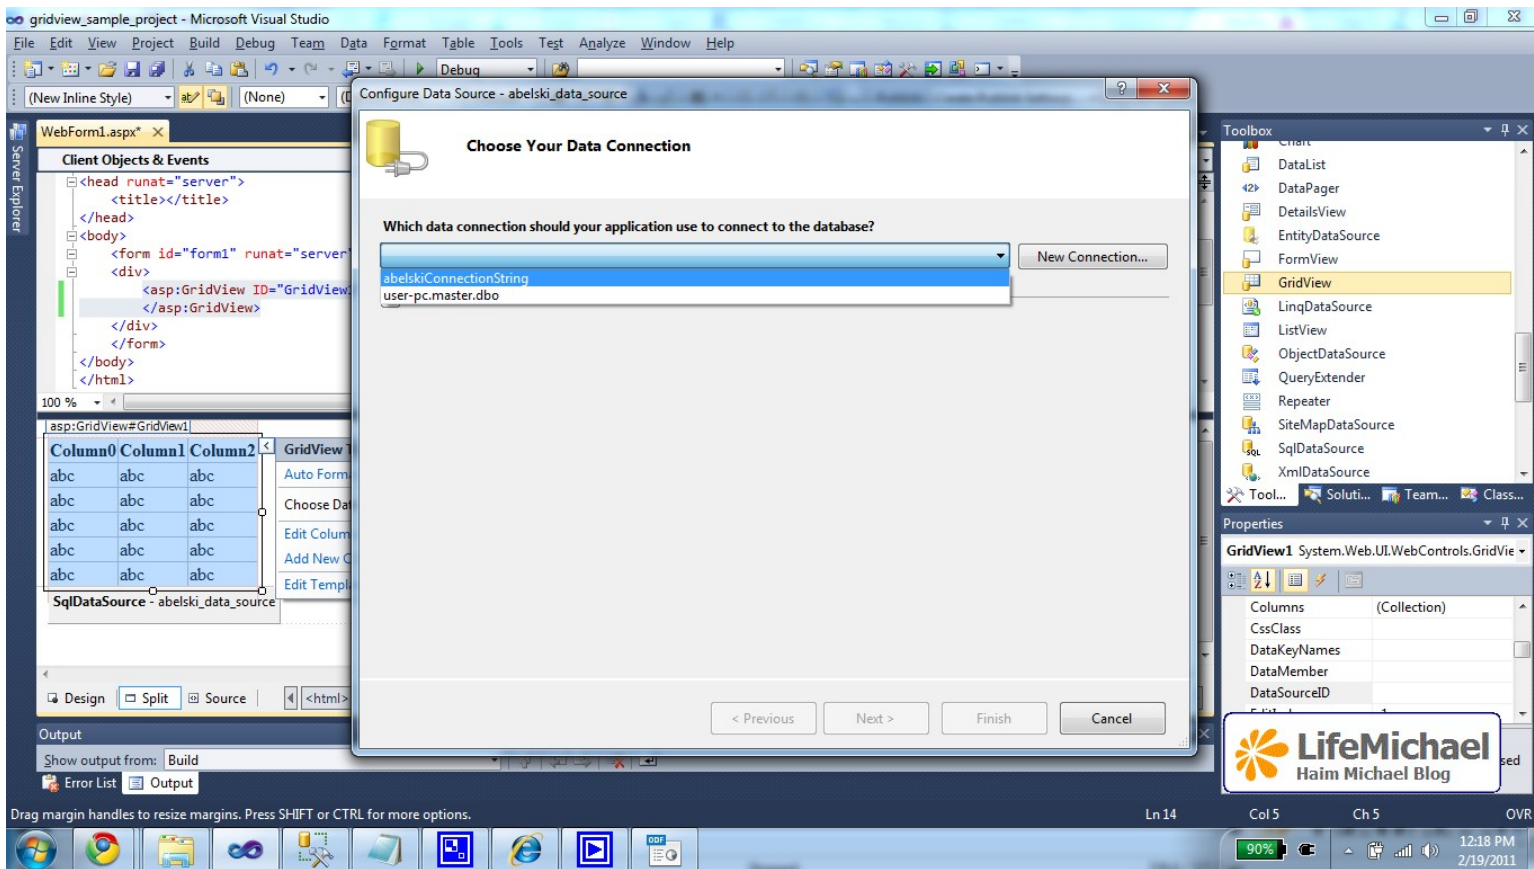 gridview_sample_project - Microsoft Visual Studio
File Edit View Project Build Debug Team Data Format Table Tools Test Analyze Window Help
Debug
(New Inline Style) (None)
Configure Data Source - abelski_data_source
Server Explorer
WebForm1.aspx* X
Client Objects & Events
<head runat="server">
<title></title>
</head>
<body>
<form id="form1" runat="server"
<div>
<asp:GridView ID="GridView
</asp:GridView>
</div>
</form>
</body>
</html>
100 %
asp:GridView#GridView1
Column0 Column1 Column2
abc abc abc
abc abc abc
abc abc abc
abc abc abc
abc abc abc
SqlDataSource - abelski_data_source
GridView
Auto Form
Choose Dat
Edit Colum
Add New C
Edit Templ
Design Split Source <html>
Output
Show output from: Build
Error List Output
Choose Your Data Connection
Which data connection should your application use to connect to the database?
New Connection...
abelskiConnectionString
user-pc.master.dbo
< Previous Next > Finish Cancel
Toolbox
Chart
DataList
DataPager
DetailsView
EntityDataSource
FormView
GridView
LinqDataSource
ListView
ObjectDataSource
QueryExtender
Repeater
SiteMapDataSource
SqlDataSource
XmlDataSource
Tool... Soluti... Team... Class...
Properties
GridView1 System.Web.UI.WebControls.GridVie
Columns (Collection)
CssClass
DataKeyNames
DataMember
DataSourceID
LifeMichael
Haim Michael Blog
sed
Drag margin handles to resize margins. Press SHIFT or CTRL for more options.
Ln 14 Col 5 Ch 5 OVR
ODF
90%
12:18 PM
2/19/2011